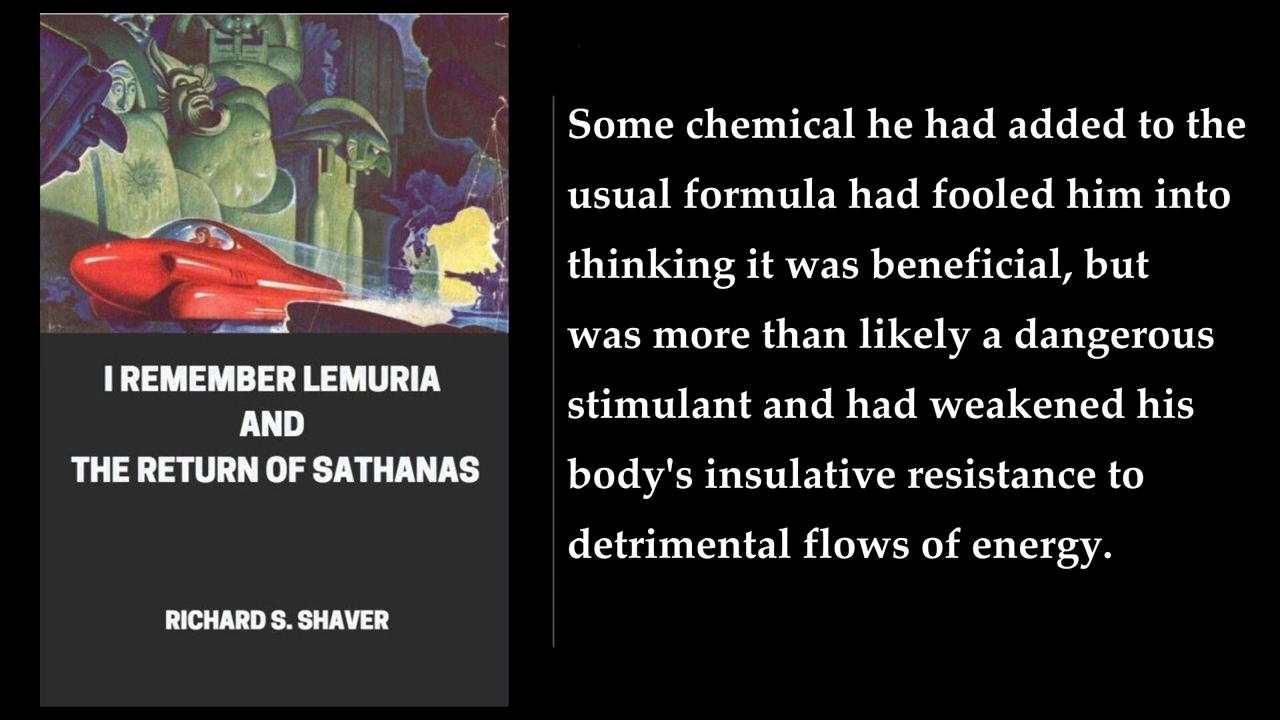 I REMEMBER LEMURIA
AND
THE RETURN OF SATHANAS
RICHARD S. SHAVER
Some chemical he had added to the
usual formula had fooled him into
thinking it was beneficial, but
was more than likely a dangerous
stimulant and had weakened his
body's insulative resistance to
detrimental flows of energy.